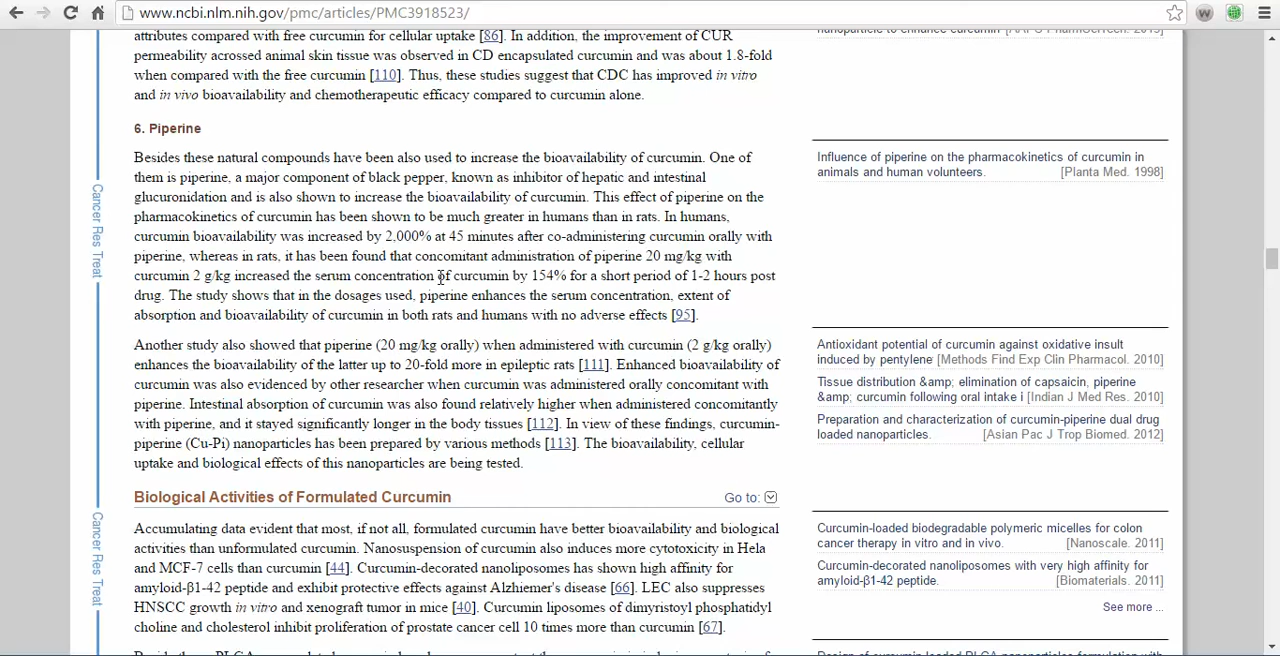 www.ncbi.nlm.nih.gov/pmc/articles/PMC3918523/
attributes compared with free curcumin for cellular uptake [86]. In addition, the improvement of CUR
permeability acrossed animal skin tissue was observed in CD encapsulated curcumin and was about 1.8-fold
when compared with the free curcumin [110]. Thus, these studies suggest that CDC has improved in vitro
and in vivo bioavailability and chemotherapeutic efficacy compared to curcumin alone.
6. Piperine
Besides these natural compounds have been also used to increase the bioavailability of curcumin. One of
them is piperine, a major component of black pepper, known as inhibitor of hepatic and intestinal
glucuronidation and is also shown to increase the bioavailability of curcumin. This effect of piperine on the
pharmacokinetics of curcumin has been shown to be much greater in humans than in rats. In humans,
curcumin bioavailability was increased by 2,000% at 45 minutes after co-administering curcumin orally with
piperine, whereas in rats, it has been found that concomitant administration of piperine 20 mg/kg with
curcumin 2 g/kg increased the serum concentration of curcumin by 154% for a short period of 1-2 hours post
drug. The study shows that in the dosages used, piperine enhances the serum concentration, extent of
absorption and bioavailability of curcumin in both rats and humans with no adverse effects [95].
Another study also showed that piperine (20 mg/kg orally) when administered with curcumin (2 g/kg orally)
enhances the bioavailability of the latter up to 20-fold more in epileptic rats [111]. Enhanced bioavailability of
curcumin was also evidenced by other researcher when curcumin was administered orally concomitant with
piperine. Intestinal absorption of curcumin was also found relatively higher when administered concomitantly
with piperine, and it stayed significantly longer in the body tissues [112]. In view of these findings, curcumin-
piperine (Cu-Pi) nanoparticles has been prepared by various methods [113]. The bioavailability, cellular
uptake and biological effects of this nanoparticles are being tested.
Biological Activities of Formulated Curcumin
Go to:
Accumulating data evident that most, if not all, formulated curcumin have better bioavailability and biological
activities than unformulated curcumin. Nanosuspension of curcumin also induces more cytotoxicity in Hela
and MCF-7 cells than curcumin [44]. Curcumin-decorated nanoliposomes has shown high affinity for
amyloid-β1-42 peptide and exhibit protective effects against Alzhiemer's disease [66]. LEC also suppresses
HNSCC growth in vitro and xenograft tumor in mice [40]. Curcumin liposomes of dimyristoyl phosphatidyl
choline and cholesterol inhibit proliferation of prostate cancer cell 10 times more than curcumin [67].
Cancer Res Treat
Cancer Res Treat
Influence of piperine on the pharmacokinetics of curcumin in
animals and human volunteers. [Planta Med. 1998]
Antioxidant potential of curcumin against oxidative insult
induced by pentylene [Methods Find Exp Clin Pharmacol. 2010]
Tissue distribution &amp; elimination of capsaicin, piperine
&amp; curcumin following oral intake i [Indian J Med Res. 2010]
Preparation and characterization of curcumin-piperine dual drug
loaded nanoparticles. [Asian Pac J Trop Biomed. 2012]
Curcumin-loaded biodegradable polymeric micelles for colon
cancer therapy in vitro and in vivo. [Nanoscale. 2011]
Curcumin-decorated nanoliposomes with very high affinity for
amyloid-β1-42 peptide. [Biomaterials. 2011]
See more ...